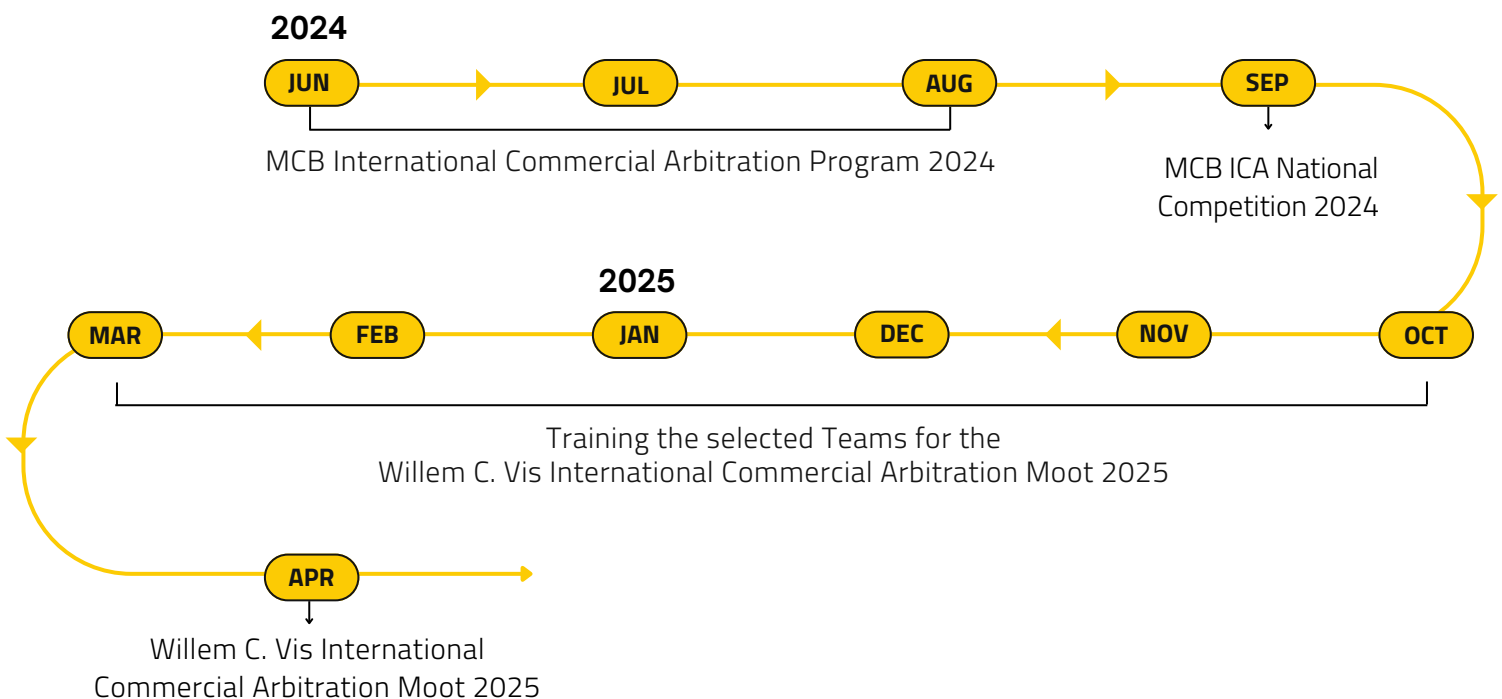 2024
JUN
JUL
AUG
SEP
MCB International Commercial Arbitration Program 2024
MCB ICA National
Competition 2024
2025
MAR
FEB
JAN
DEC
NOV
OCT
Training the selected Teams for the
Willem C. Vis International Commercial Arbitration Moot 2025
APR
Willem C. Vis International
Commercial Arbitration Moot 2025